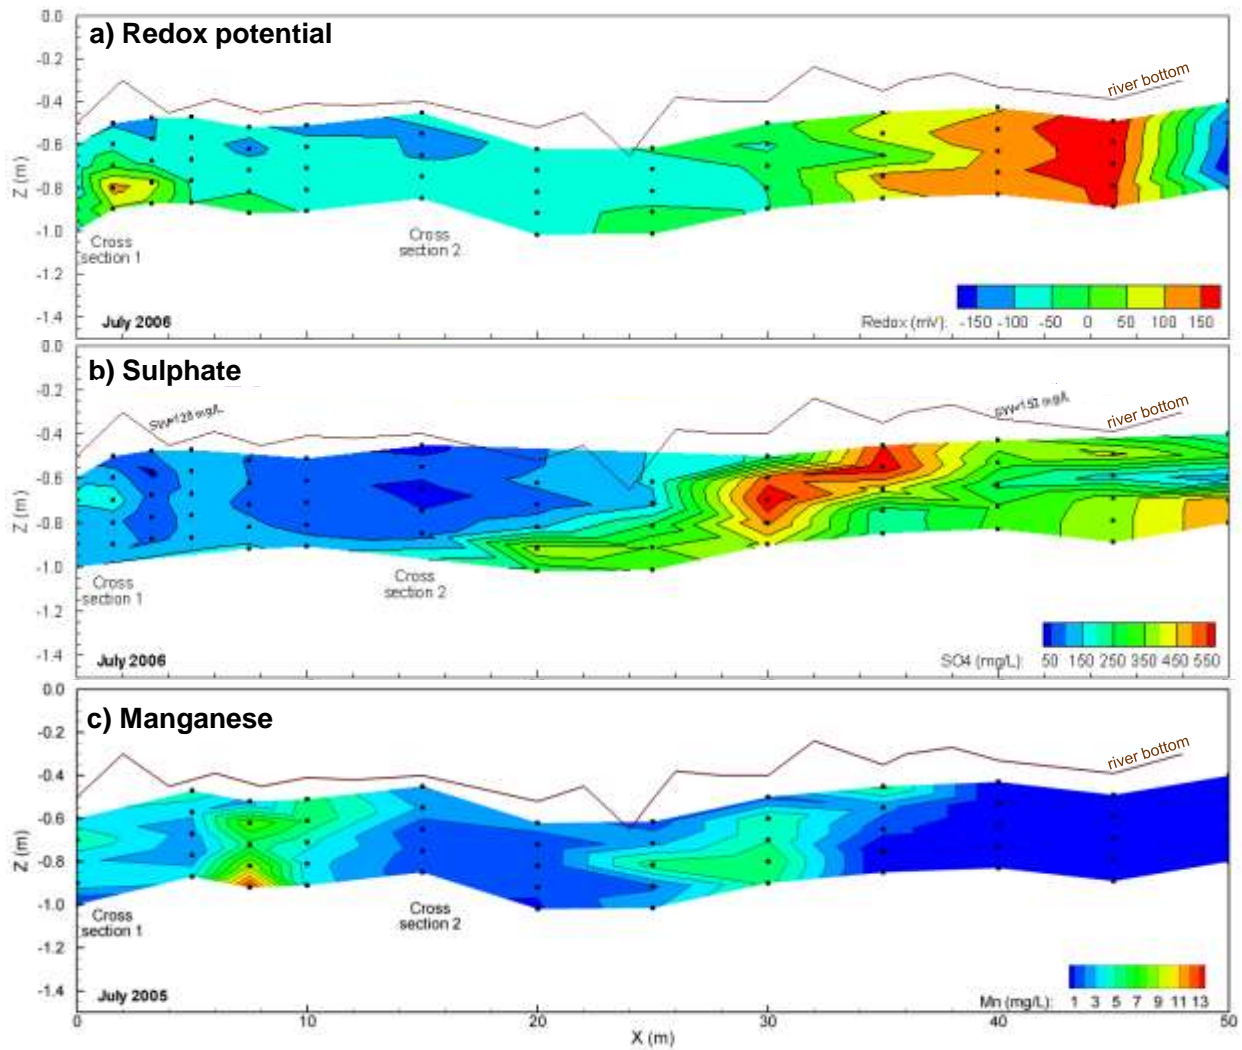 a) Redox potential
0.0
-0.2
-0.4
-0.6
-0.8
-1.0
-1.2
-1.4
Z (m)
river bottom
Cross
section 1
Cross
section 2
July 2006
Redox (mV): -150 -100 -50 0 50 100 150
b) Sulphate
0.0
-0.2
-0.4
-0.6
-0.8
-1.0
-1.2
-1.4
Z (m)
SW=128 mg/L
SW=152 mg/L
river bottom
Cross
section 1
Cross
section 2
July 2006
SO4 (mg/L): 50 150 250 350 450 550
c) Manganese
0.0
-0.2
-0.4
-0.6
-0.8
-1.0
-1.2
-1.4
Z (m)
river bottom
Cross
section 1
Cross
section 2
July 2005
Mn (mg/L): 1 3 5 7 9 11 13
0 10 20 30 40 50
X (m)